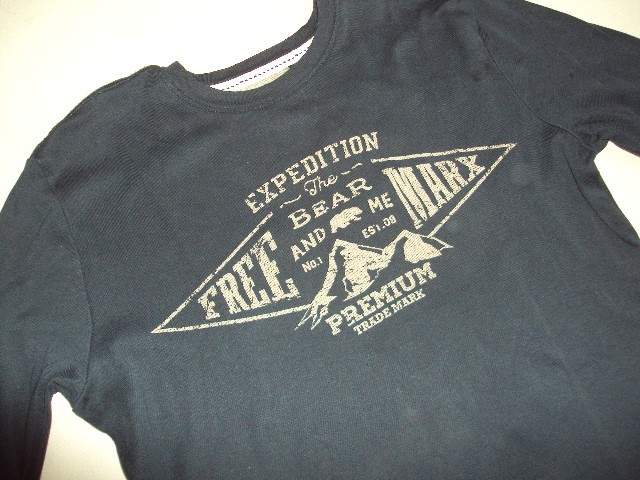 EXPEDITION
The
BEAR
AND ME
FREE MARX
No.1 EST.09
PREMIUM
TRADE MARK